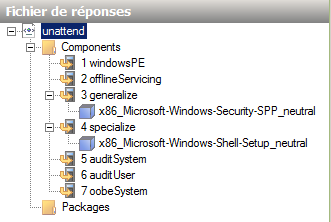 Fichier de réponses
unattend
Components
1 windowsPE
2 offlineServicing
3 generalize
x86_Microsoft-Windows-Security-SPP_neutral
4 specialize
x86_Microsoft-Windows-Shell-Setup_neutral
5 auditSystem
6 auditUser
7 oobeSystem
Packages